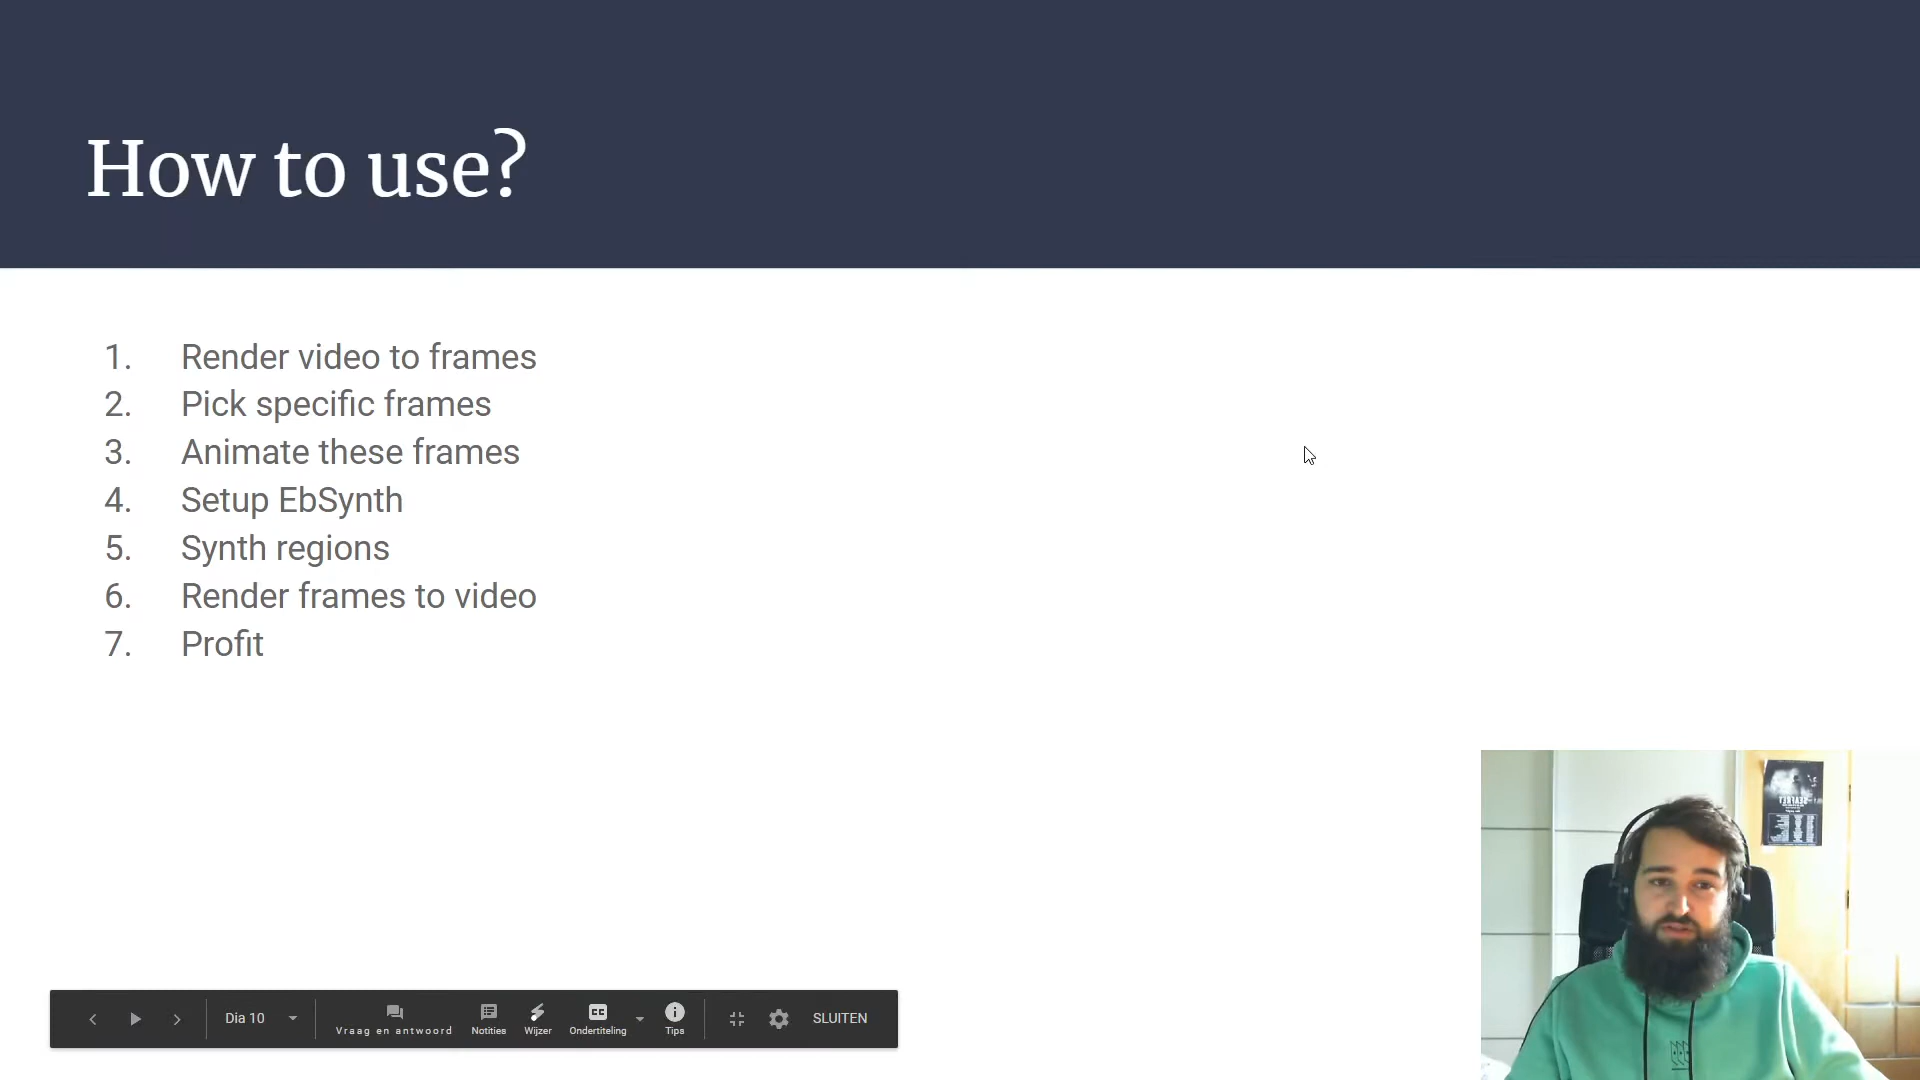 How to use?
1. Render video to frames
2. Pick specific frames
3. Animate these frames
4. Setup EbSynth
5. Synth regions
6. Render frames to video
7. Profit
Dia 10
Vraag en antwoord
Notities
Wijzer
CC
Ondertiteling
Tips
SLUITEN